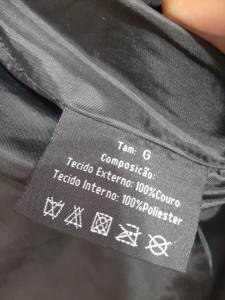 Tam: G
Composição:
Tecido Externo: 100%Couro
Tecido Interno: 100%Poliester